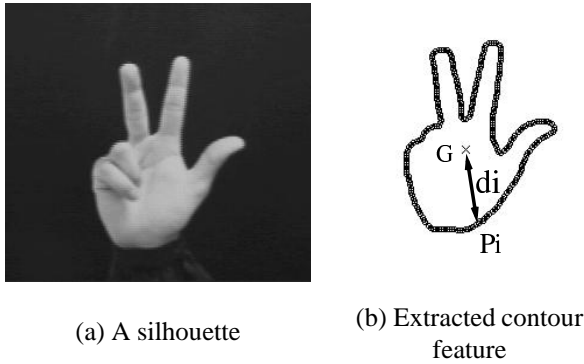 G
di
Pi
(a) A silhouette
(b) Extracted contour
feature